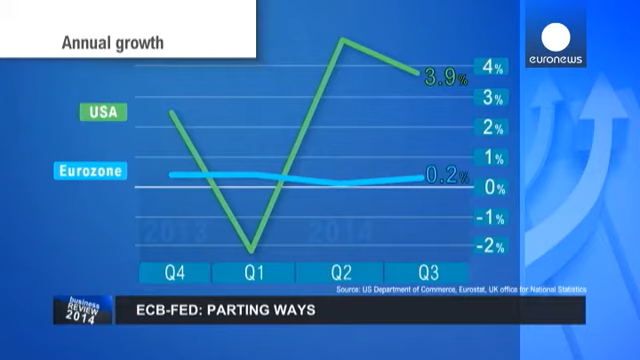 Annual growth
euronews
4%
3.9%
3%
USA
2%
1%
Eurozone
0.2%
0%
-1%
2013 2014
-2%
Q4 Q1 Q2 Q3
Source: US Department of Commerce, Eurostat, UK office for National Statistics
business
REVIEW
2014
ECB-FED: PARTING WAYS